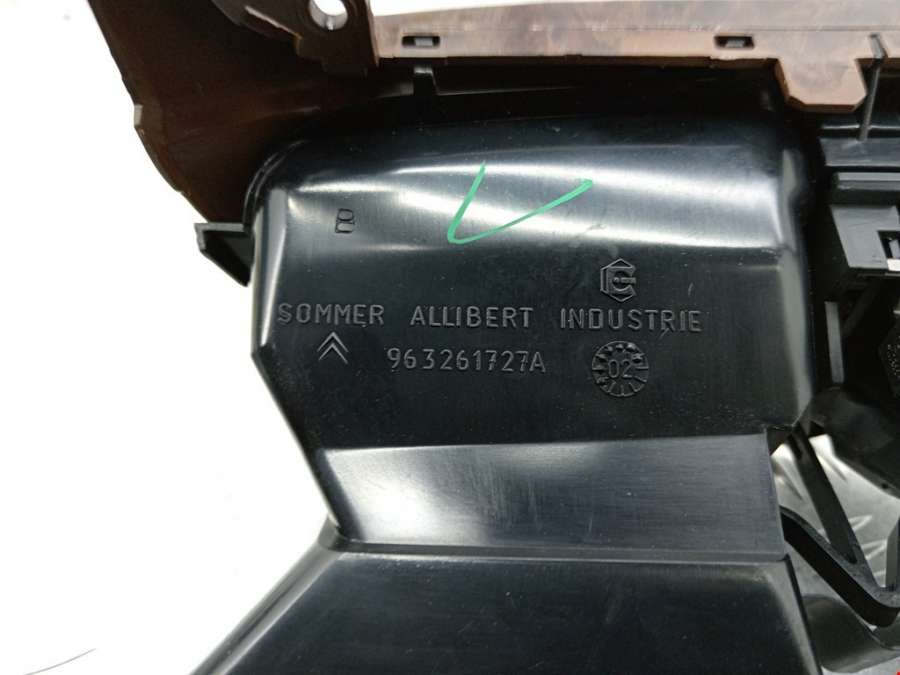 B
SOMMER ALLIBERT INDUSTRIE
963261727A
02